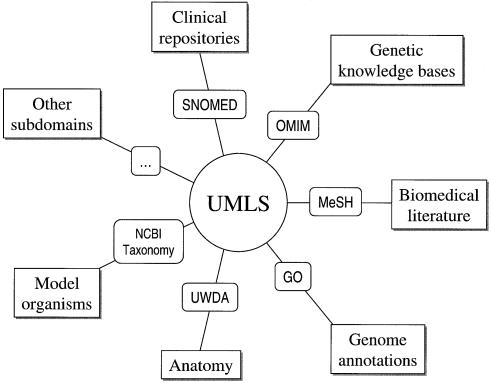 Clinical
repositories
Genetic
knowledge bases
SNOMED
OMIM
Other
subdomains
...
UMLS
MeSH
Biomedical
literature
NCBI
Taxonomy
Model
organisms
UWDA
GO
Anatomy
Genome
annotations